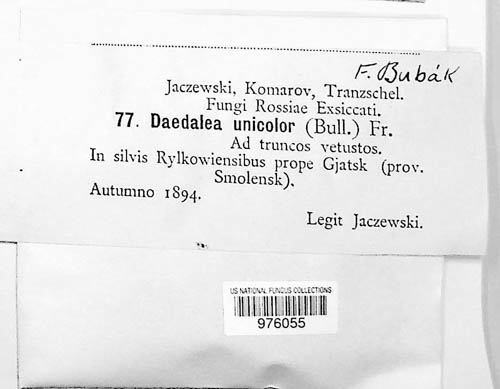 F. Bubák
Jaczewski, Komarov, Tranzschel.
Fungi Rossiae Exsiccati.
77. Daedalea unicolor (Bull.) Fr.
Ad truncos vetustos.
In silvis Rylkowiensibus prope Gjatsk (prov.
Smolensk),
Autumno 1894.
Legit Jaczewski.
US NATIONAL FUNGUS COLLECTIONS
976055